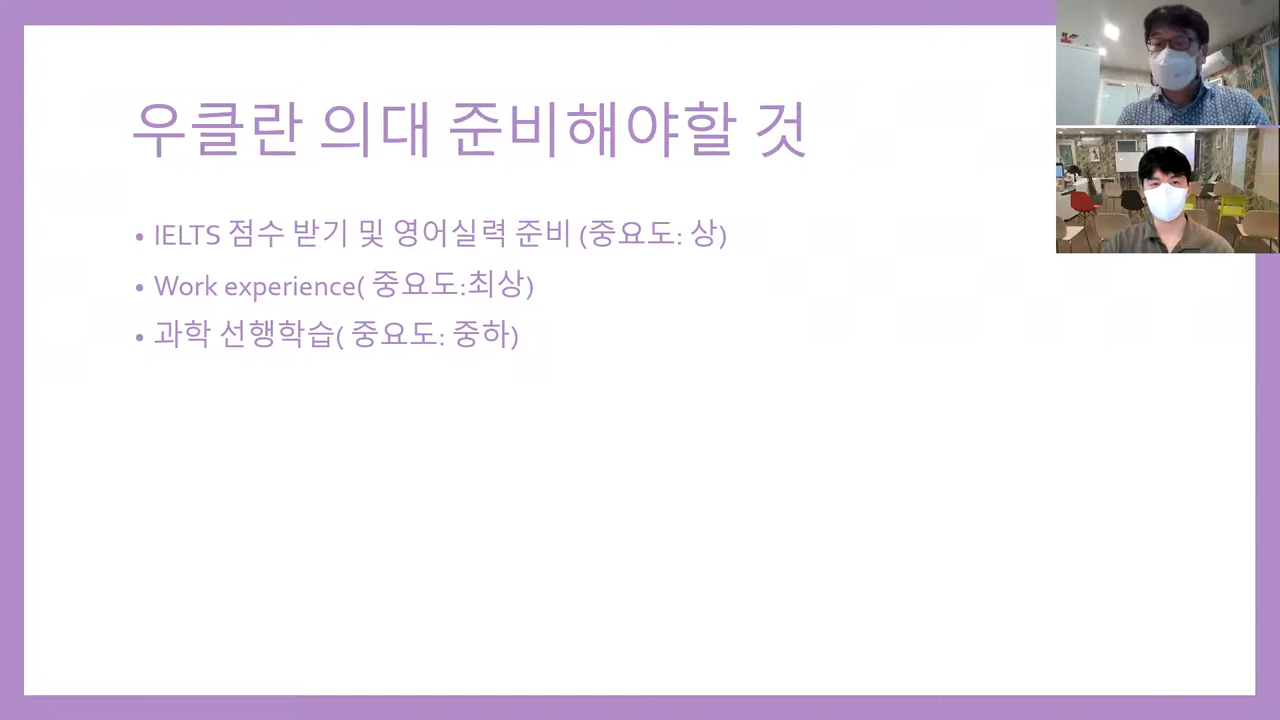 우클란 의대 준비해야할 것
• IELTS 점수 받기 및 영어실력 준비 (중요도: 상)
• Work experience( 중요도:최상)
• 과학 선행학습( 중요도: 중하)